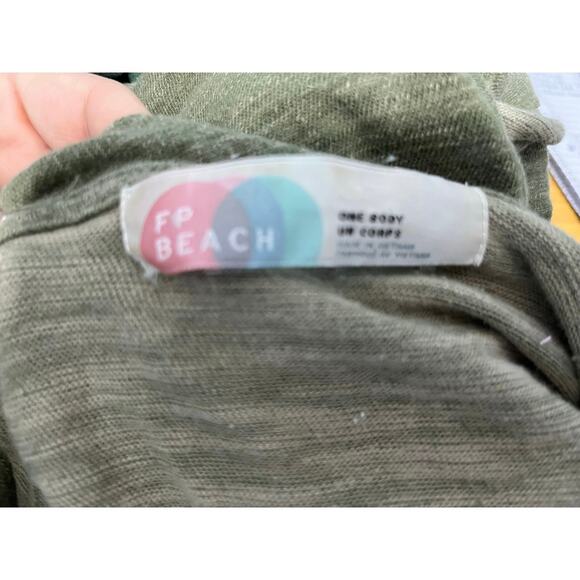 FP
BEACH
ONE BODY
UN CORPS
MADE IN VIETNAM
FABRIQUÉ AU VIETNAM